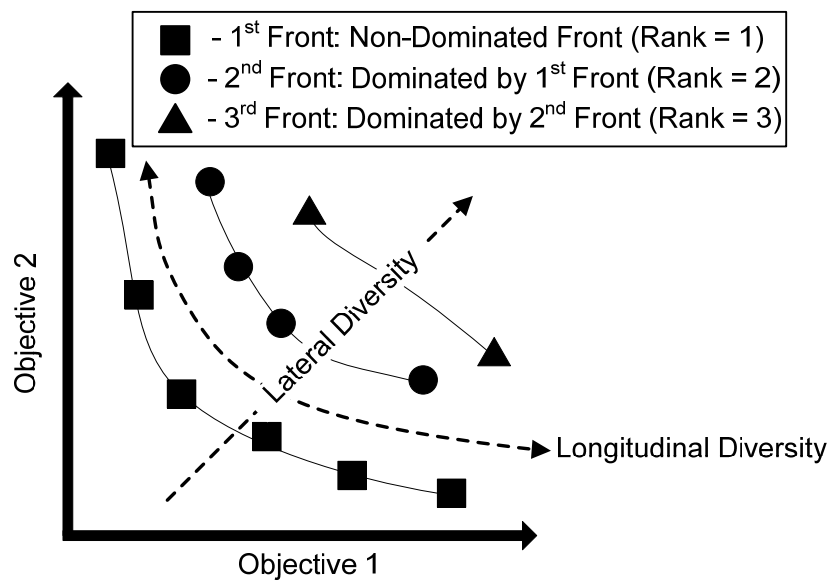 - 1st Front: Non-Dominated Front (Rank = 1)
- 2nd Front: Dominated by 1st Front (Rank = 2)
- 3rd Front: Dominated by 2nd Front (Rank = 3)
Objective 2
Lateral Diversity
Longitudinal Diversity
Objective 1